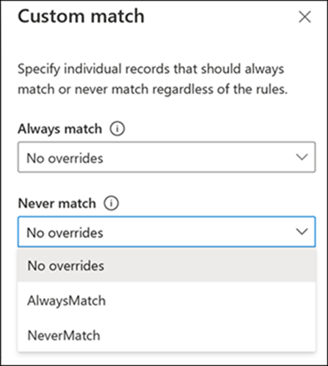 Custom match
Specify individual records that should always
match or never match regardless of the rules.
Always match
No overrides
Never match
No overrides
No overrides
AlwaysMatch
NeverMatch